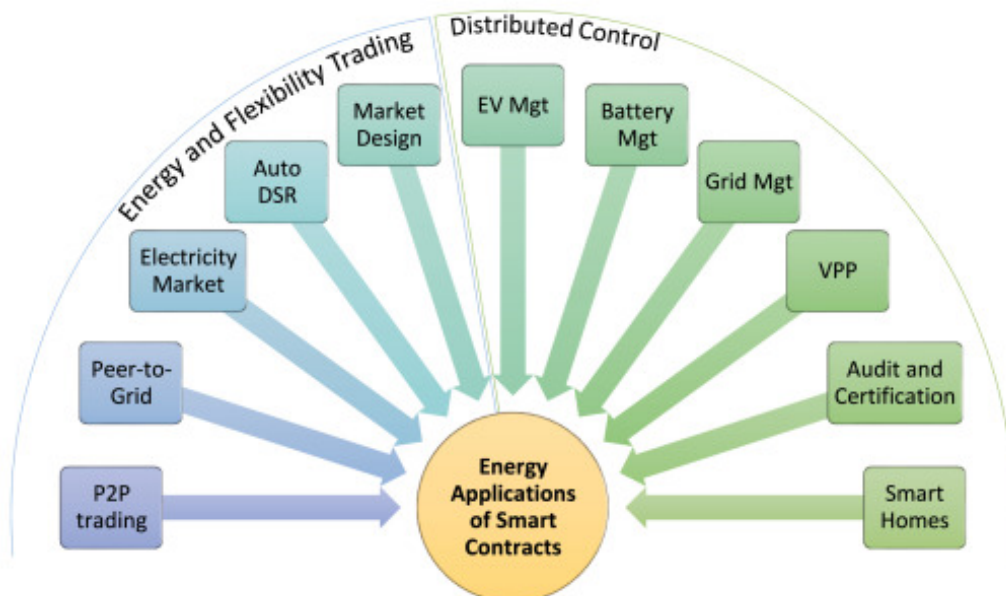 Energy and Flexibility Trading
Distributed Control
P2P
trading
Peer-to-
Grid
Electricity
Market
Auto
DSR
Market
Design
EV Mgt
Battery
Mgt
Grid Mgt
VPP
Audit and
Certification
Smart
Homes
Energy
Applications
of Smart
Contracts